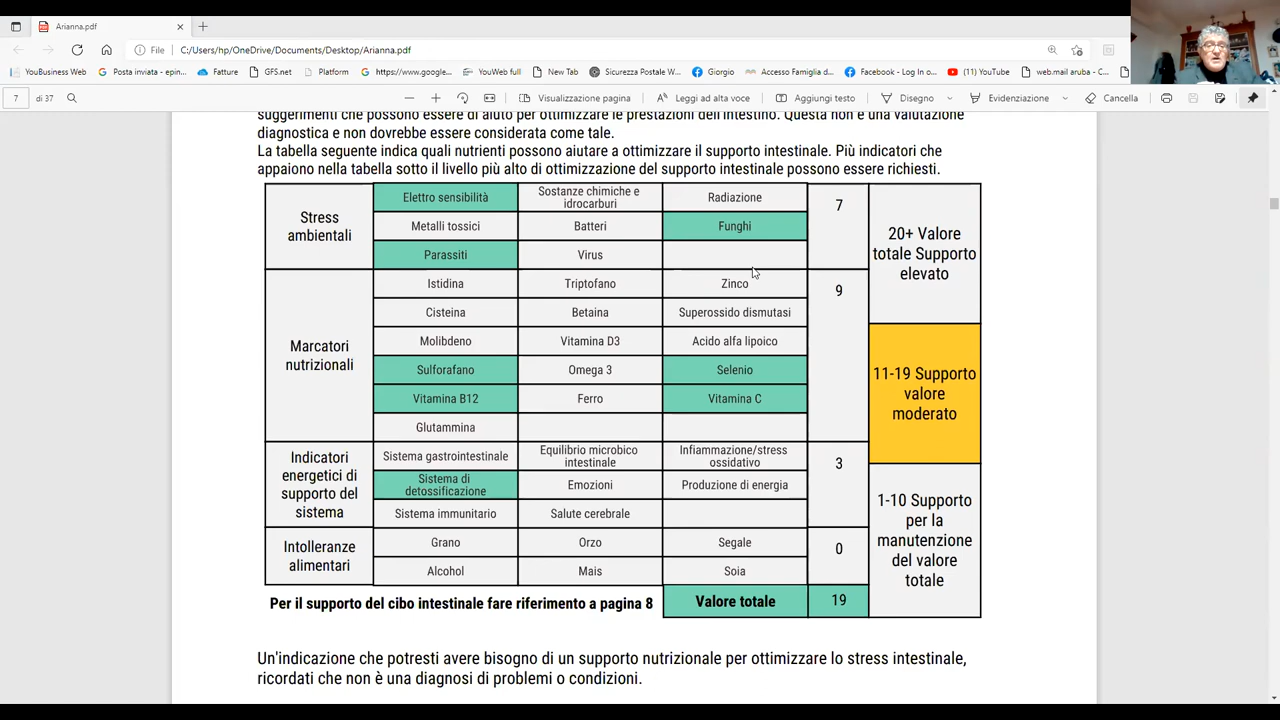 Arianna.pdf
File C:/Users/hp/OneDrive/Documents/Desktop/Arianna.pdf
YouBusiness Web Posta inviata - epin... Fatture GFS.net Platform https://www.google... YouWeb full New Tab Sicurezza Postale W... Giorgio Accesso Famiglia d... Facebook - Log In o... (11) YouTube web.mail aruba - C...
7 di 37 Visualizzazione pagina Leggi ad alta voce Aggiungi testo Disegno Evidenziazione Cancella
suggerimenti che possono essere di aiuto per ottimizzare le prestazioni dell'intestino. Questa non è una valutazione
diagnostica e non dovrebbe essere considerata come tale.
La tabella seguente indica quali nutrienti possono aiutare a ottimizzare il supporto intestinale. Più indicatori che
appaiono nella tabella sotto il livello più alto di ottimizzazione del supporto intestinale possono essere richiesti.
Stress
ambientali
Elettro sensibilità
Sostanze chimiche e
idrocarburi
Radiazione
Metalli tossici
Batteri
Funghi
Parassiti
Virus
7
Marcatori
nutrizionali
Istidina
Triptofano
Zinco
Cisteina
Betaina
Superossido dismutasi
Molibdeno
Vitamina D3
Acido alfa lipoico
Sulforafano
Omega 3
Selenio
Vitamina B12
Ferro
Vitamina C
Glutammina
9
Indicatori
energetici di
supporto del
sistema
Sistema gastrointestinale
Equilibrio microbico
intestinale
Infiammazione/stress
ossidativo
Sistema di
detossificazione
Emozioni
Produzione di energia
Sistema immunitario
Salute cerebrale
3
Intolleranze
alimentari
Grano
Orzo
Segale
Alcohol
Mais
Soia
0
20+ Valore
totale Supporto
elevato
11-19 Supporto
valore
moderato
1-10 Supporto
per la
manutenzione
del valore
totale
Per il supporto del cibo intestinale fare riferimento a pagina 8
Valore totale
19
Un'indicazione che potresti avere bisogno di un supporto nutrizionale per ottimizzare lo stress intestinale,
ricordati che non è una diagnosi di problemi o condizioni.